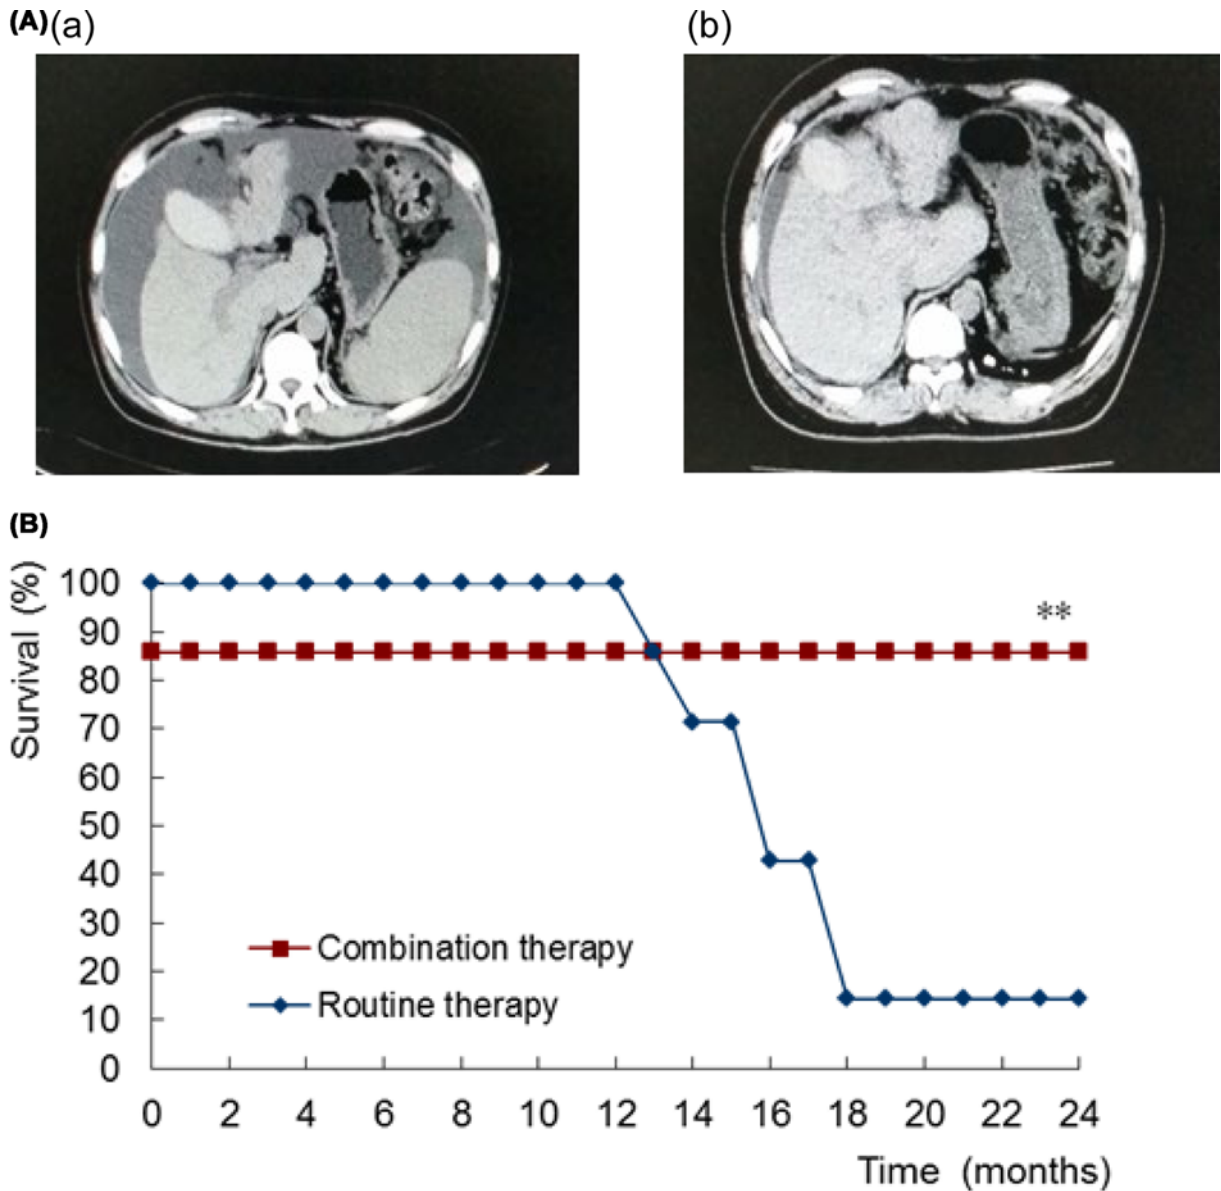 (A) (a) (b)
(B)
Survival (%)
100
90
80
70
60
50
40
30
20
10
0
**
Combination therapy
Routine therapy
0 2 4 6 8 10 12 14 16 18 20 22 24
Time (months)